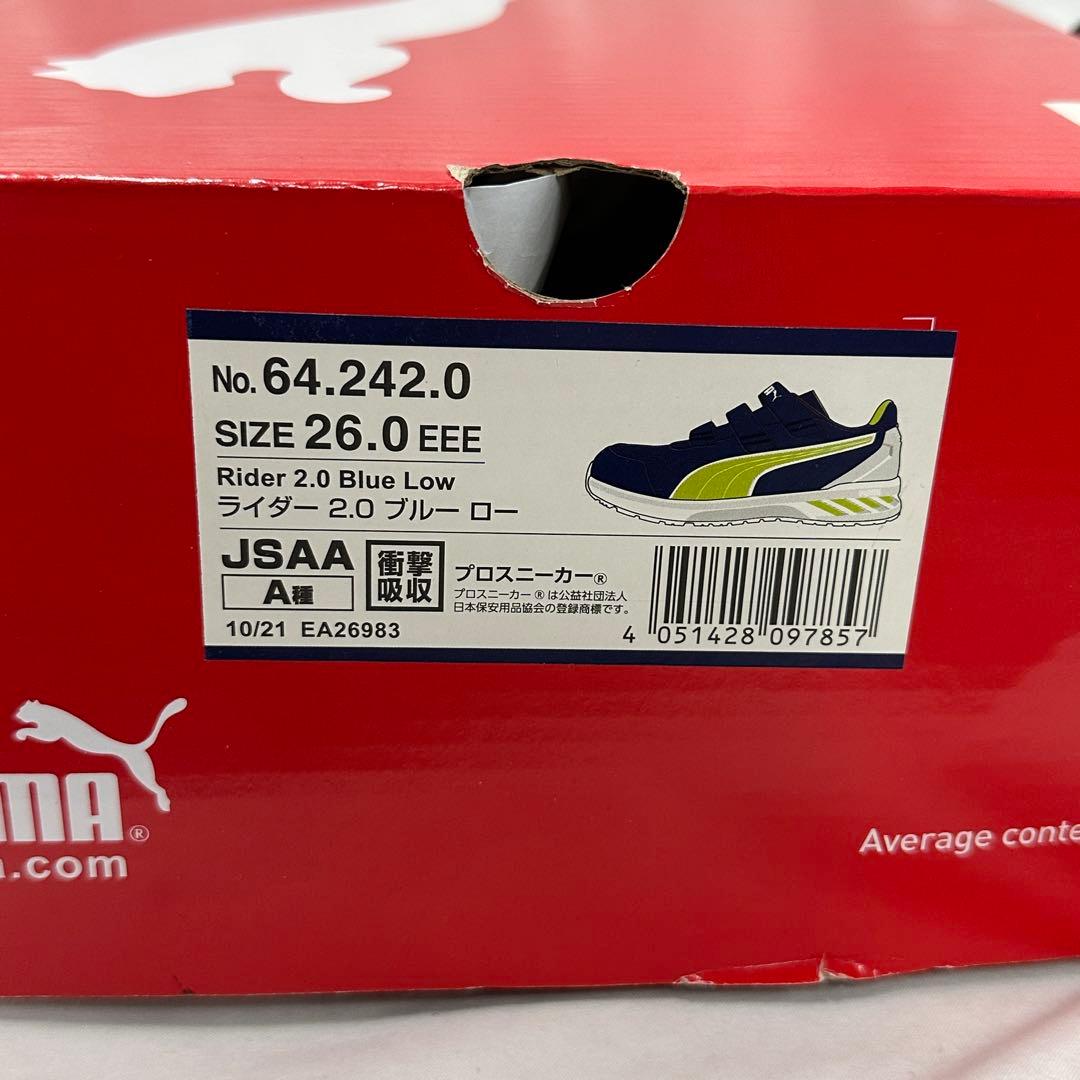 No. 64.242.0
SIZE 26.0 EEE
Rider 2.0 Blue Low
ライダー 2.0 ブルー ロー
JSAA
A種
衝撃
吸収
プロスニーカー®
プロスニーカー®は公益社団法人
日本保安用品協会の登録商標です。
10/21 EA26983
4 051428 097857
MA®
.com
Average conte